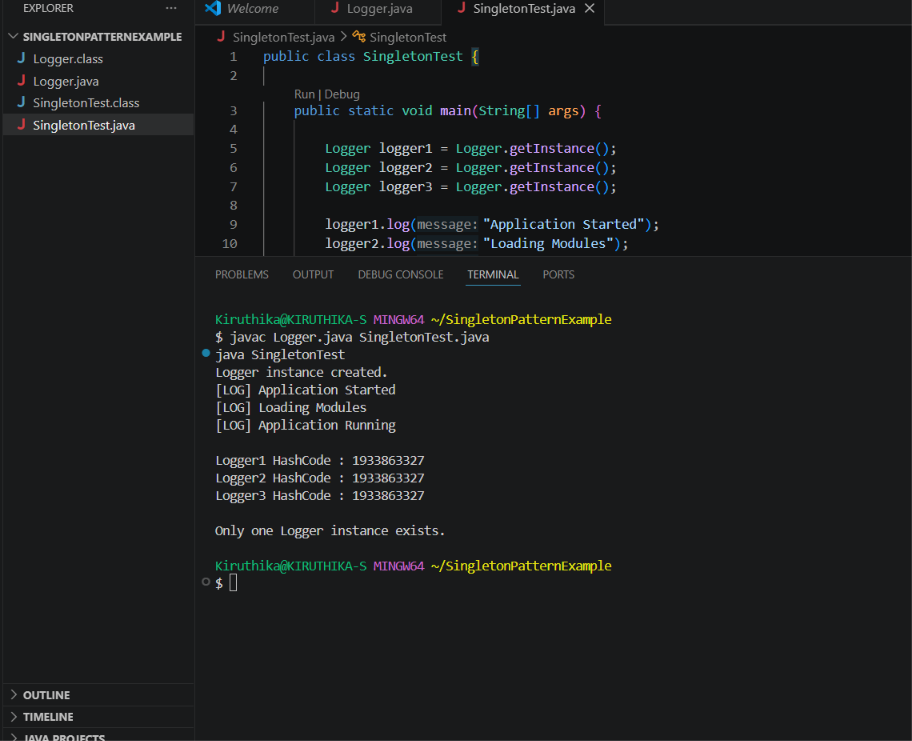 EXPLORER ···
SINGLETONPATTERNEXAMPLE
J Logger.class
J Logger.java
J SingletonTest.class
J SingletonTest.java
Welcome
J Logger.java
J SingletonTest.java ×
J SingletonTest.java > SingletonTest
1 public class SingletonTest {
2
Run | Debug
3 public static void main(String[] args) {
4
5 Logger logger1 = Logger.getInstance();
6 Logger logger2 = Logger.getInstance();
7 Logger logger3 = Logger.getInstance();
8
9 logger1.log(message: "Application Started");
10 logger2.log(message: "Loading Modules");
PROBLEMS OUTPUT DEBUG CONSOLE TERMINAL PORTS
Kiruthika@KIRUTHIKA-S MINGW64 ~/SingletonPatternExample
$ javac Logger.java SingletonTest.java
java SingletonTest
Logger instance created.
[LOG] Application Started
[LOG] Loading Modules
[LOG] Application Running
Logger1 HashCode : 1933863327
Logger2 HashCode : 1933863327
Logger3 HashCode : 1933863327
Only one Logger instance exists.
Kiruthika@KIRUTHIKA-S MINGW64 ~/SingletonPatternExample
$
OUTLINE
TIMELINE
JAVA PROJECTS